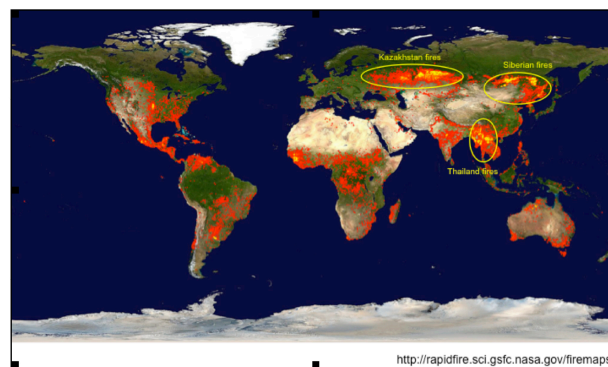 Kazakhstan fires
Siberian fires
Thailand fires
http://rapidfire.sci.gsfc.nasa.gov/firemaps